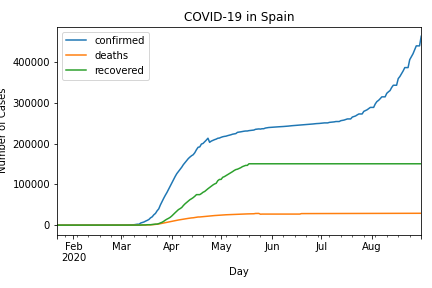 COVID-19 in Spain
confirmed
deaths
recovered
400000
300000
200000
100000
0
Number of Cases
Feb Mar Apr May Jun Jul Aug
2020
Day